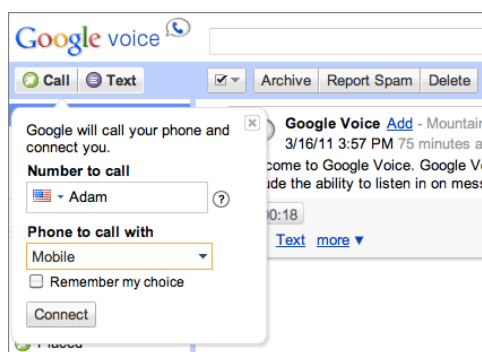 Google voice
Call Text Archive Report Spam Delete
Google will call your phone and
connect you.
Number to call
Adam ?
Phone to call with
Mobile
Remember my choice
Connect
Google Voice Add - Mountain
3/16/11 3:57 PM 75 minutes a
come to Google Voice. Google V
ude the ability to listen in on mess
0:18
Text more
Placed